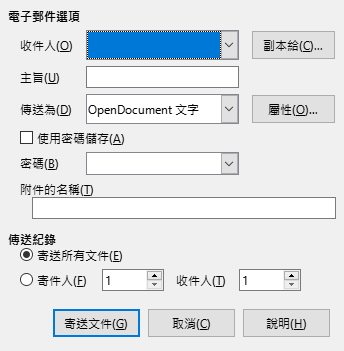 電子郵件選項
收件人(O) 副本給(C)...
主旨(U)
傳送為(D) OpenDocument 文字 屬性(O)...
使用密碼儲存(A)
密碼(B)
附件的名稱(T)
傳送紀錄
寄送所有文件(E)
寄件人(F) 1 收件人(T) 1
寄送文件(G) 取消(C) 說明(H)